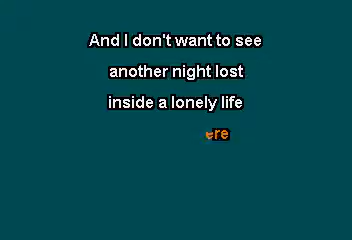 And I don't want to see
another night lost
inside a lonely life